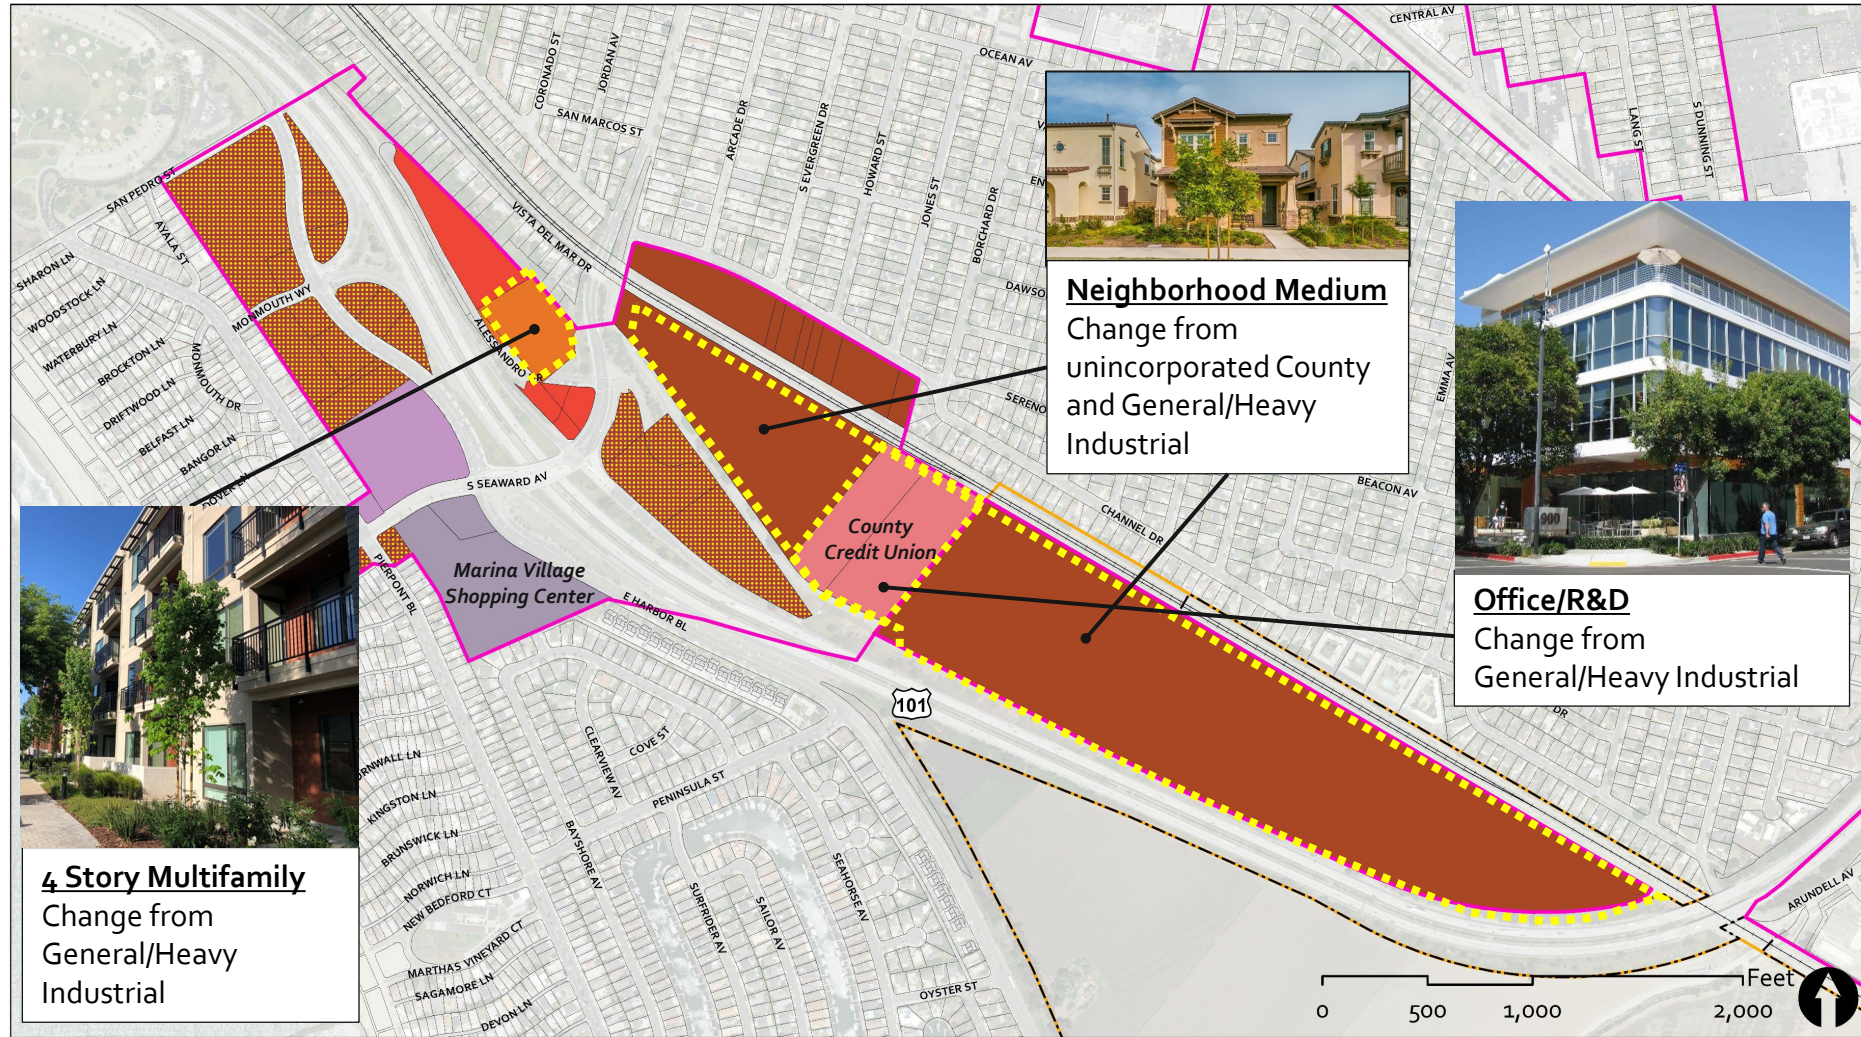 CENTRAL AV
CORONADO ST
JORDAN AV
OCEAN AV
SAN MARCOS ST
ARCADE DR
S EVERGREEN DR
HOWARD ST
JONES ST
BORCHARD DR
LANG ST
S DUNNING ST
SAN PEDRO ST
AYALA ST
VISTA DEL MAR DR
SHARON LN
WOODSTOCK LN
WATERBURY LN
BROCKTON LN
DRIFTWOOD LN
BELFAST LN
BANGOR LN
MONMOUTH WY
MONMOUTH DR
ALESSANDRO DR
DAWSO
SERENO
EMMA AV
BEACON AV
CHANNEL DR
DR
S SEAWARD AV
PIERPONT BL
E HARBOR BL
Neighborhood Medium
Change from
unincorporated County
and General/Heavy
Industrial
900
Office/R&D
Change from
General/Heavy Industrial
County
Credit Union
Marina Village
Shopping Center
101
CLEARVIEW AV
COVE ST
PENINSULA ST
BAYSHORE AV
SURFRIDER AV
SAILOR AV
SEAHORSE AV
ORNWALL LN
KINGSTON LN
BRUNSWICK LN
NORWICH LN
NEW BEDFORD CT
MARTHAS VINEYARD CT
SAGAMORE LN
DEVON LN
OYSTER ST
ARUNDELL AV
4 Story Multifamily
Change from
General/Heavy
Industrial
Feet
0 500 1,000 2,000